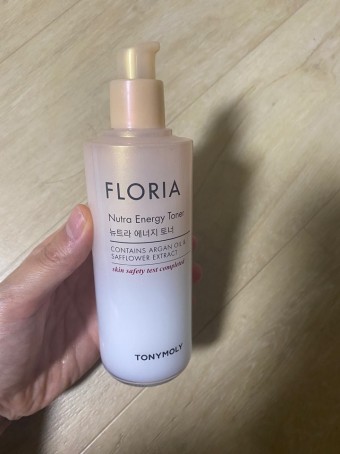 FLORIA
Nutra Energy Toner
뉴트라 에너지 토너
CONTAINS ARGAN OIL &
SAFFLOWER EXTRACT
skin safety test completed
TONYMOLY